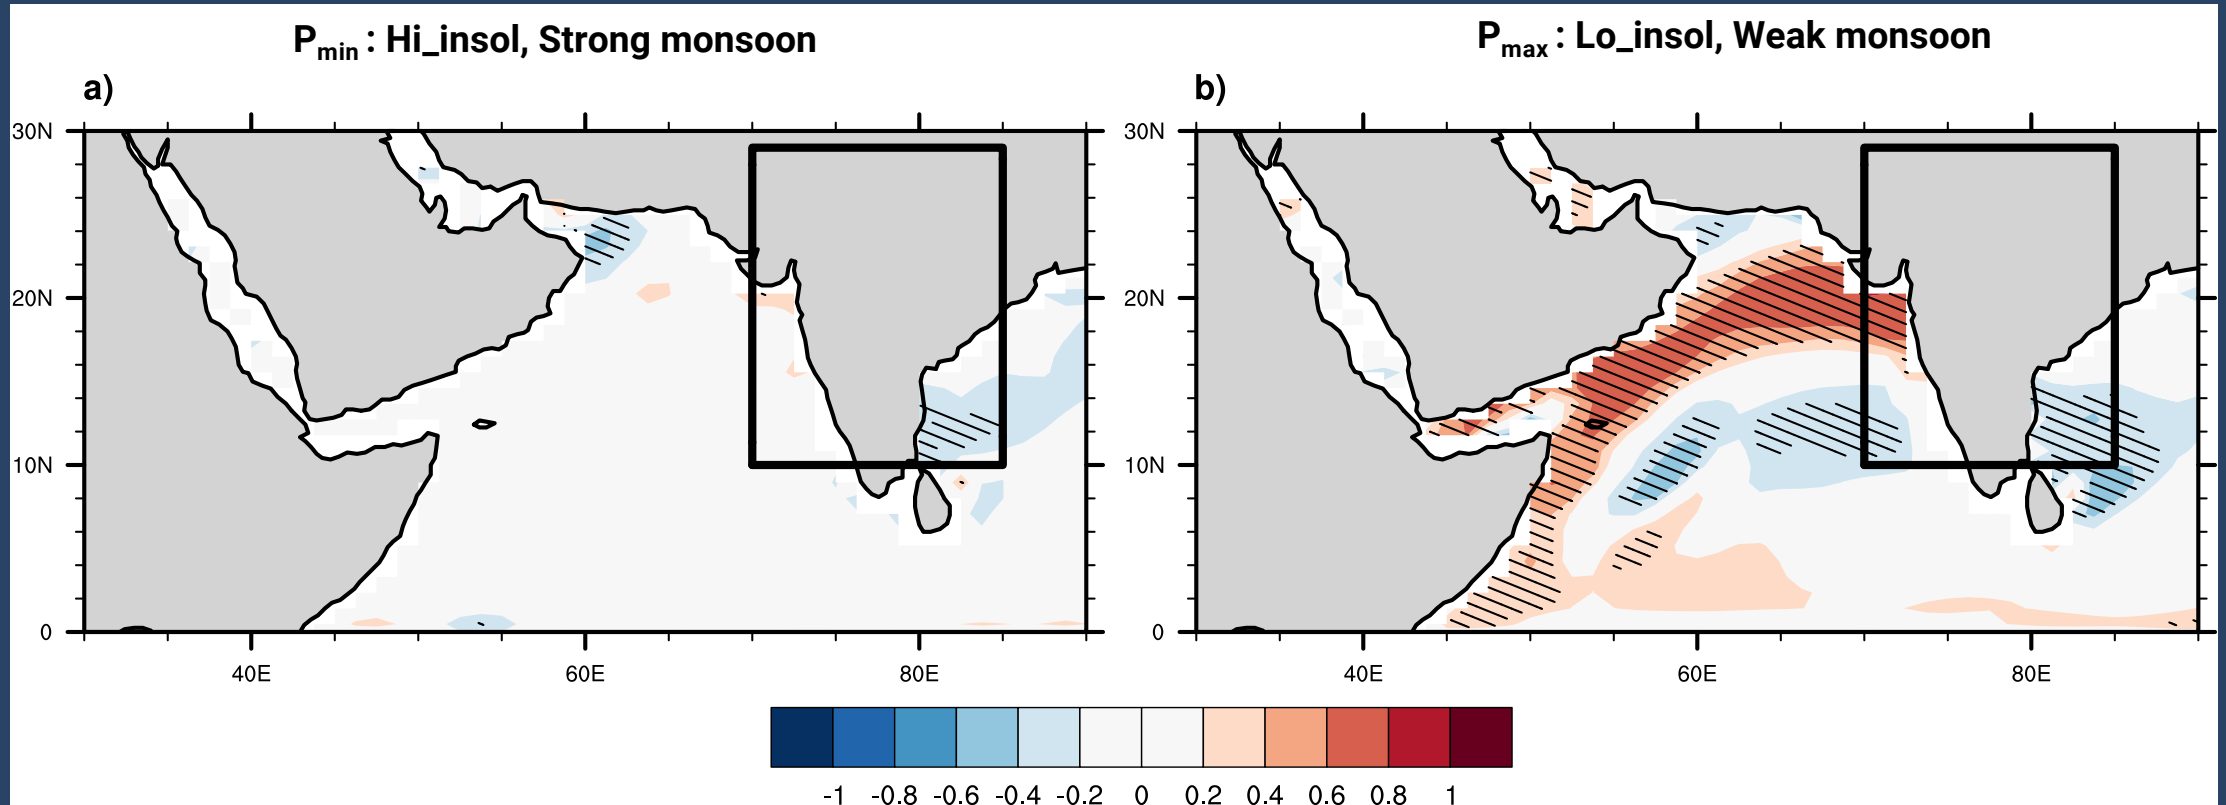 P_min : Hi_insol, Strong monsoon
P_max : Lo_insol, Weak monsoon
a)
b)
30N
20N
10N
0
40E 60E 80E
30N
20N
10N
0
40E 60E 80E
-1 -0.8 -0.6 -0.4 -0.2 0 0.2 0.4 0.6 0.8 1